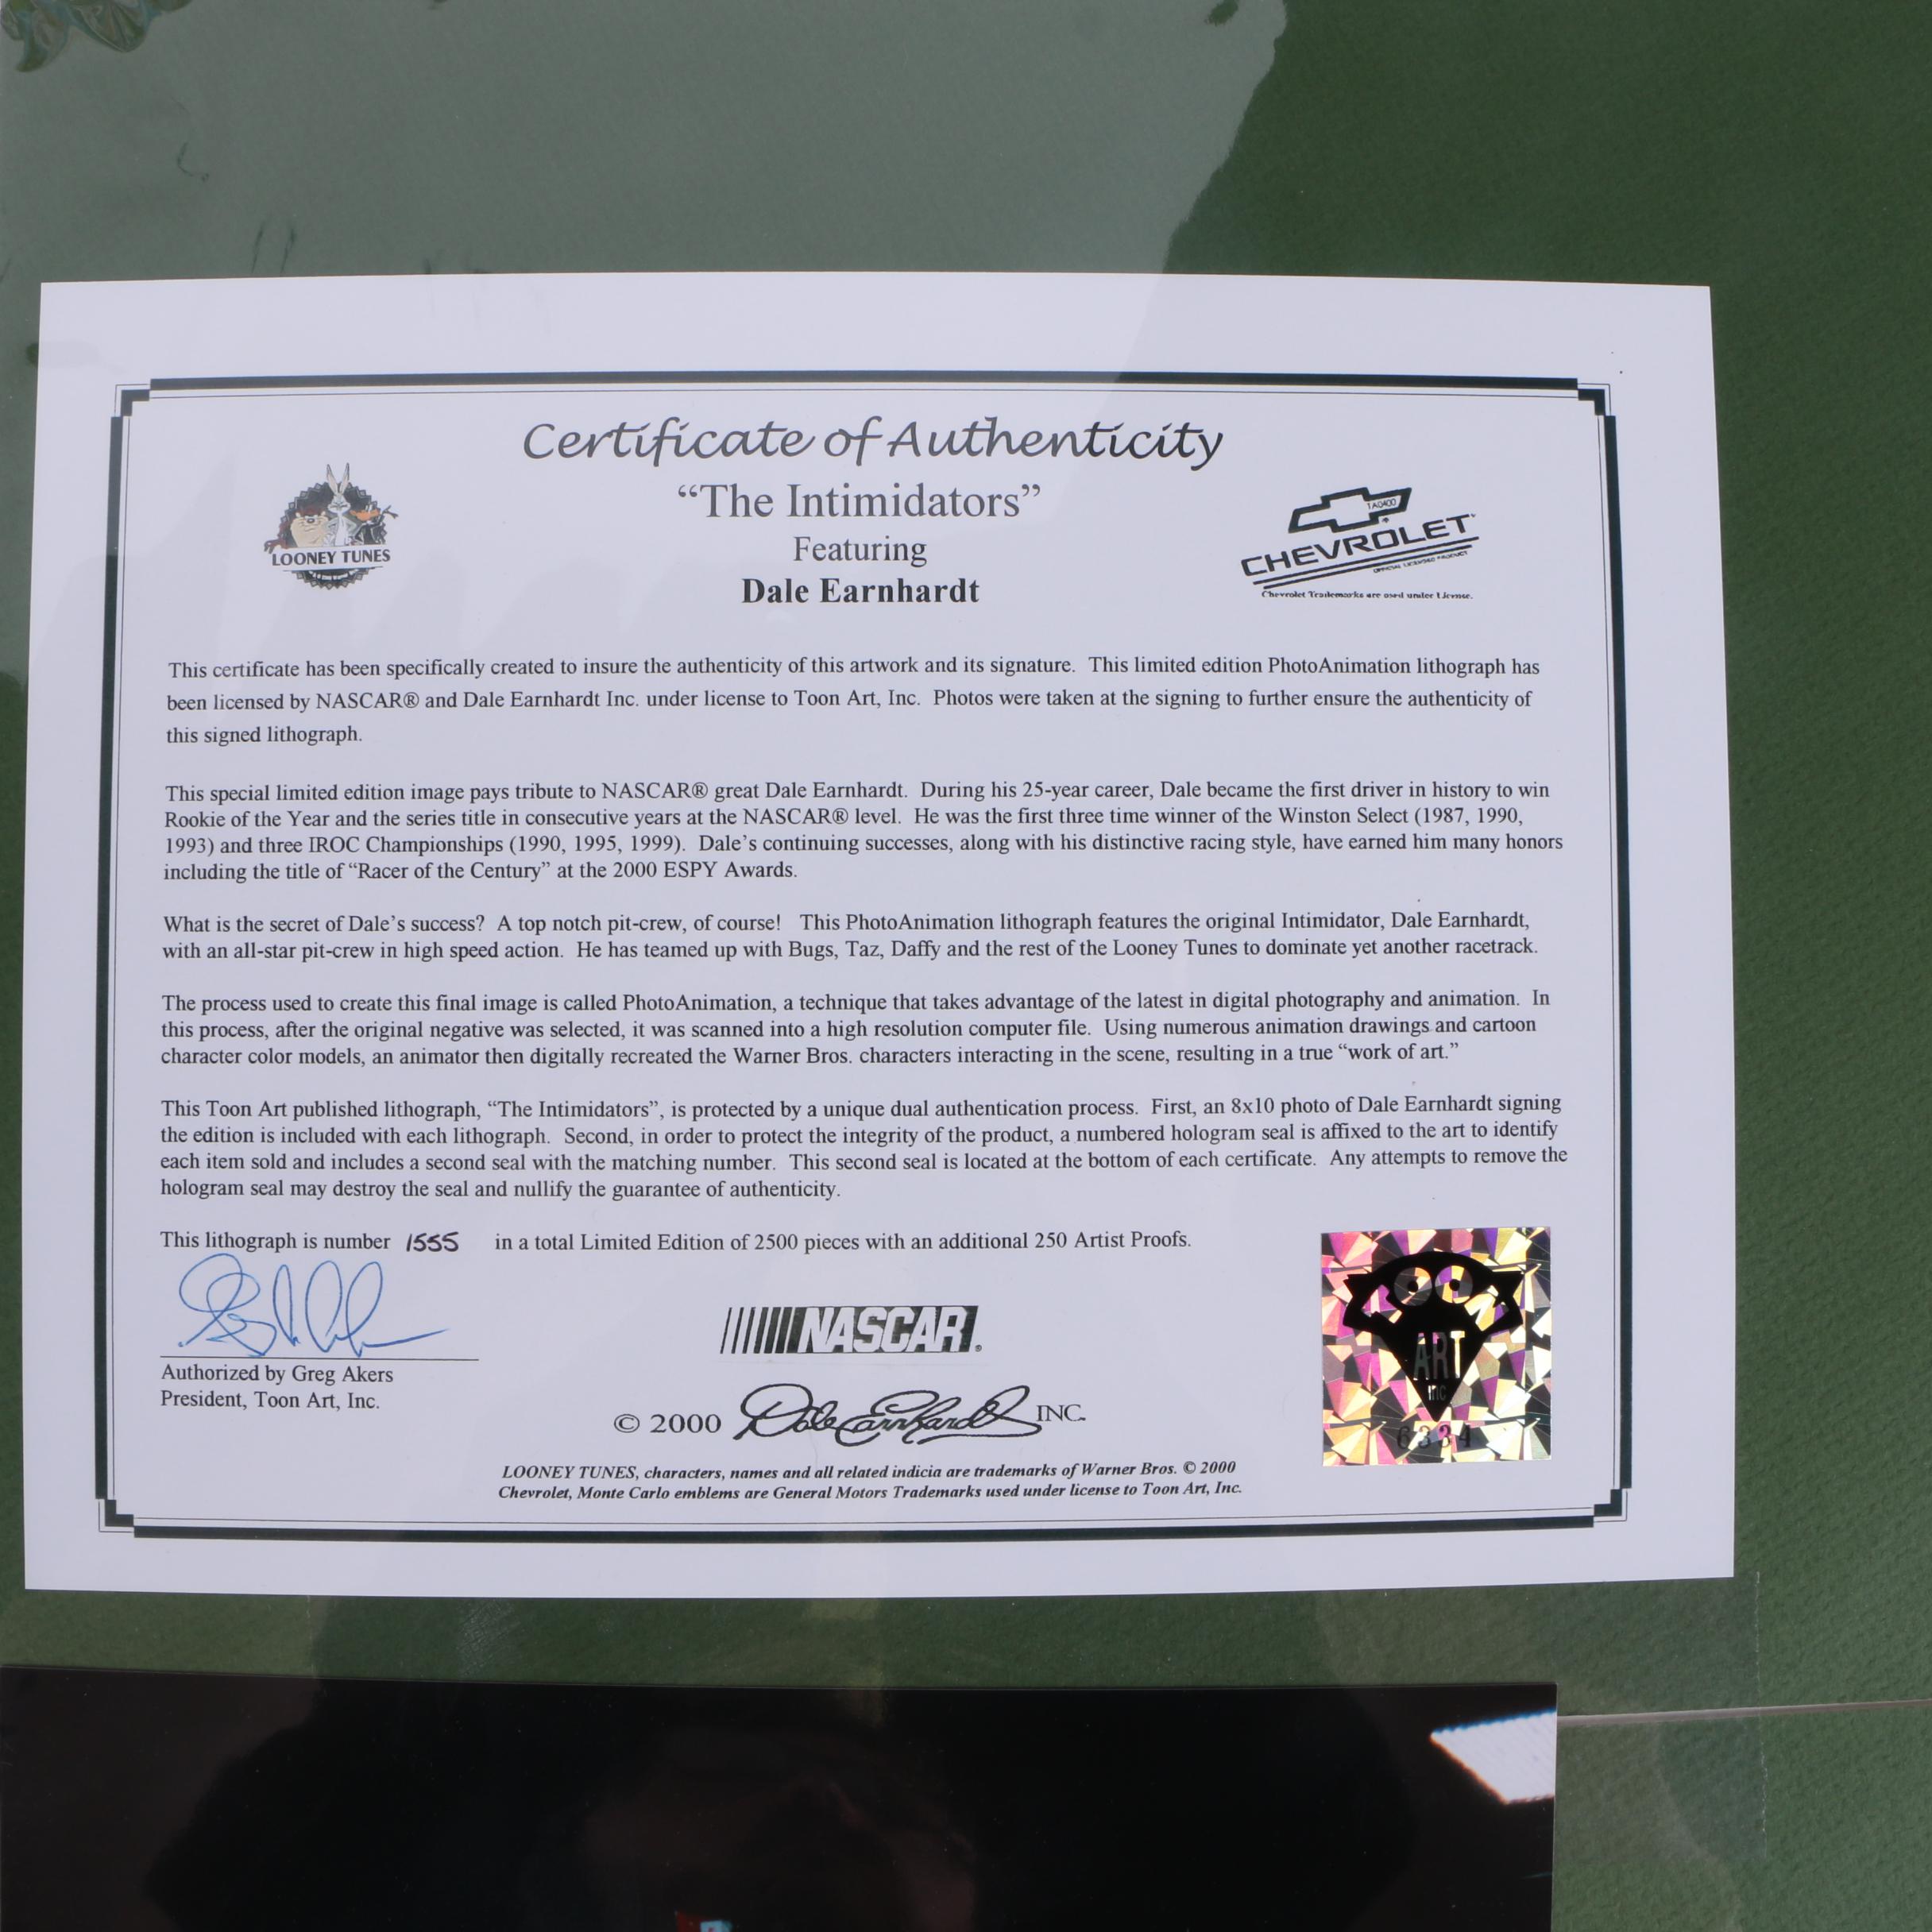 Certificate of Authenticity
"The Intimidators"
Featuring
Dale Earnhardt
LOONEY TUNES
TA0400
CHEVROLET
OFFICIAL LICENSED PRODUCT
Chevrolet Trademarks are used under License.
This certificate has been specifically created to insure the authenticity of this artwork and its signature. This limited edition PhotoAnimation lithograph has
been licensed by NASCAR® and Dale Earnhardt Inc. under license to Toon Art, Inc. Photos were taken at the signing to further ensure the authenticity of
this signed lithograph.
This special limited edition image pays tribute to NASCAR® great Dale Earnhardt. During his 25-year career, Dale became the first driver in history to win
Rookie of the Year and the series title in consecutive years at the NASCAR® level. He was the first three time winner of the Winston Select (1987, 1990,
1993) and three IROC Championships (1990, 1995, 1999). Dale's continuing successes, along with his distinctive racing style, have earned him many honors
including the title of "Racer of the Century" at the 2000 ESPY Awards.
What is the secret of Dale's success? A top notch pit-crew, of course! This PhotoAnimation lithograph features the original Intimidator, Dale Earnhardt,
with an all-star pit-crew in high speed action. He has teamed up with Bugs, Taz, Daffy and the rest of the Looney Tunes to dominate yet another racetrack.
The process used to create this final image is called PhotoAnimation, a technique that takes advantage of the latest in digital photography and animation. In
this process, after the original negative was selected, it was scanned into a high resolution computer file. Using numerous animation drawings and cartoon
character color models, an animator then digitally recreated the Warner Bros. characters interacting in the scene, resulting in a true "work of art."
This Toon Art published lithograph, "The Intimidators", is protected by a unique dual authentication process. First, an 8x10 photo of Dale Earnhardt signing
the edition is included with each lithograph. Second, in order to protect the integrity of the product, a numbered hologram seal is affixed to the art to identify
each item sold and includes a second seal with the matching number. This second seal is located at the bottom of each certificate. Any attempts to remove the
hologram seal may destroy the seal and nullify the guarantee of authenticity.
This lithograph is number 1555 in a total Limited Edition of 2500 pieces with an additional 250 Artist Proofs.
Authorized by Greg Akers
President, Toon Art, Inc.
NASCAR®
© 2000 Dale Earnhardt INC.
TOON
ART
INC
6334
LOONEY TUNES, characters, names and all related indicia are trademarks of Warner Bros. © 2000
Chevrolet, Monte Carlo emblems are General Motors Trademarks used under license to Toon Art, Inc.